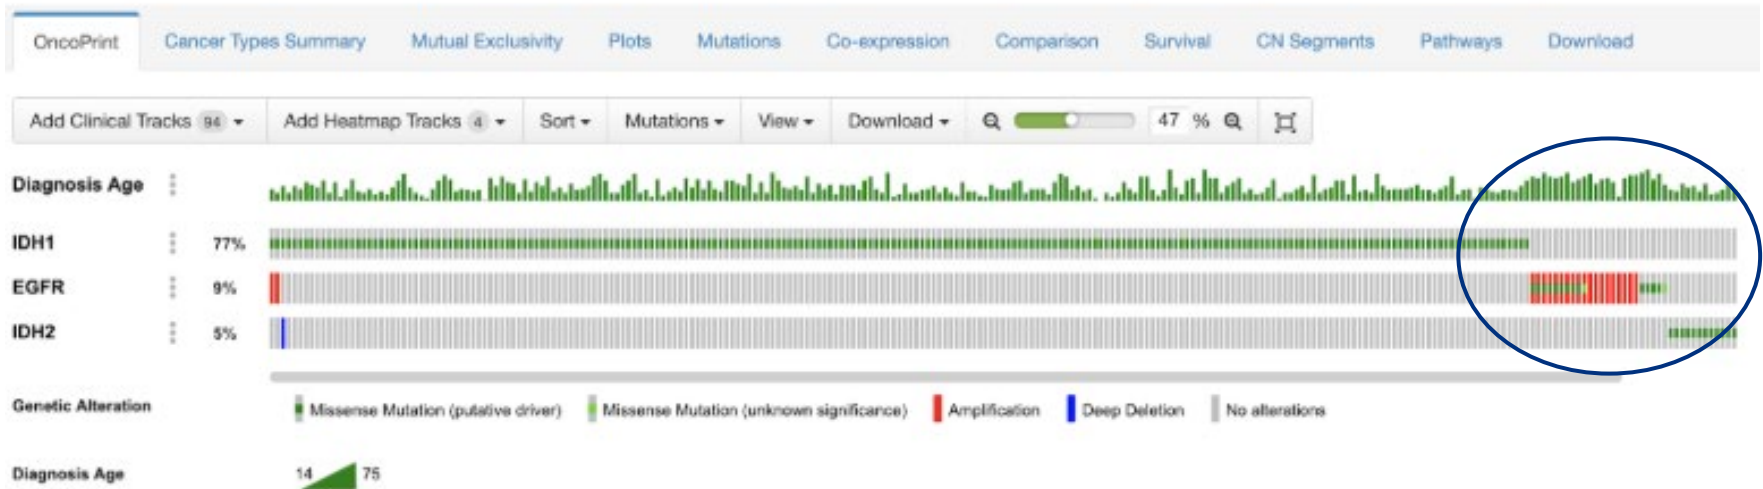 OncoPrint Cancer Types Summary Mutual Exclusivity Plots Mutations Co-expression Comparison Survival CN Segments Pathways Download
Add Clinical Tracks 94 Add Heatmap Tracks 4 Sort Mutations View Download 47 %
Diagnosis Age
IDH1 77%
EGFR 9%
IDH2 5%
Genetic Alteration Missense Mutation (putative driver) Missense Mutation (unknown significance) Amplification Deep Deletion No alterations
Diagnosis Age 14 75